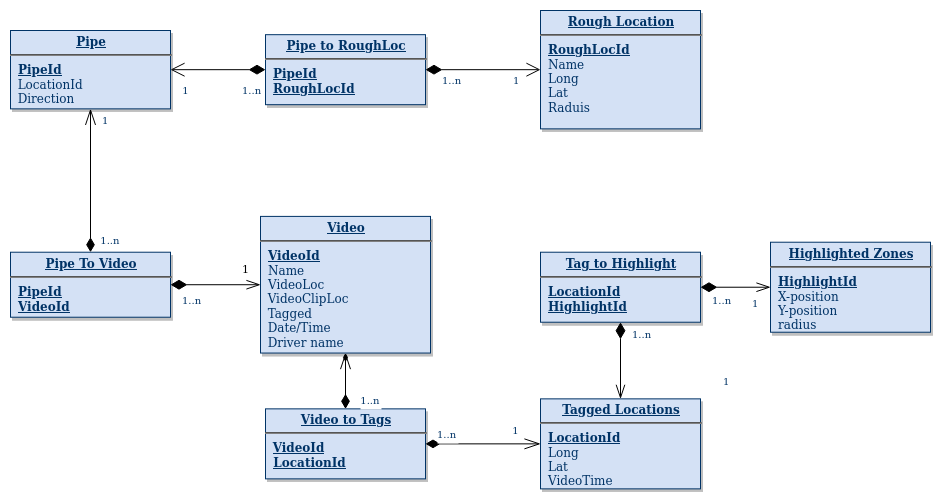 Pipe
PipeId
LocationId
Direction
1
1..n
Pipe to RoughLoc
PipeId
RoughLocId
1..n
1
Rough Location
RoughLocId
Name
Long
Lat
Raduis
1
1..n
Pipe To Video
PipeId
VideoId
1..n
1
Video
VideoId
Name
VideoLoc
VideoClipLoc
Tagged
Date/Time
Driver name
Tag to Highlight
LocationId
HighlightId
1..n
1
Highlighted Zones
HighlightId
X-position
Y-position
radius
1..n
1
1..n
Video to Tags
VideoId
LocationId
1..n
1
Tagged Locations
LocationId
Long
Lat
VideoTime